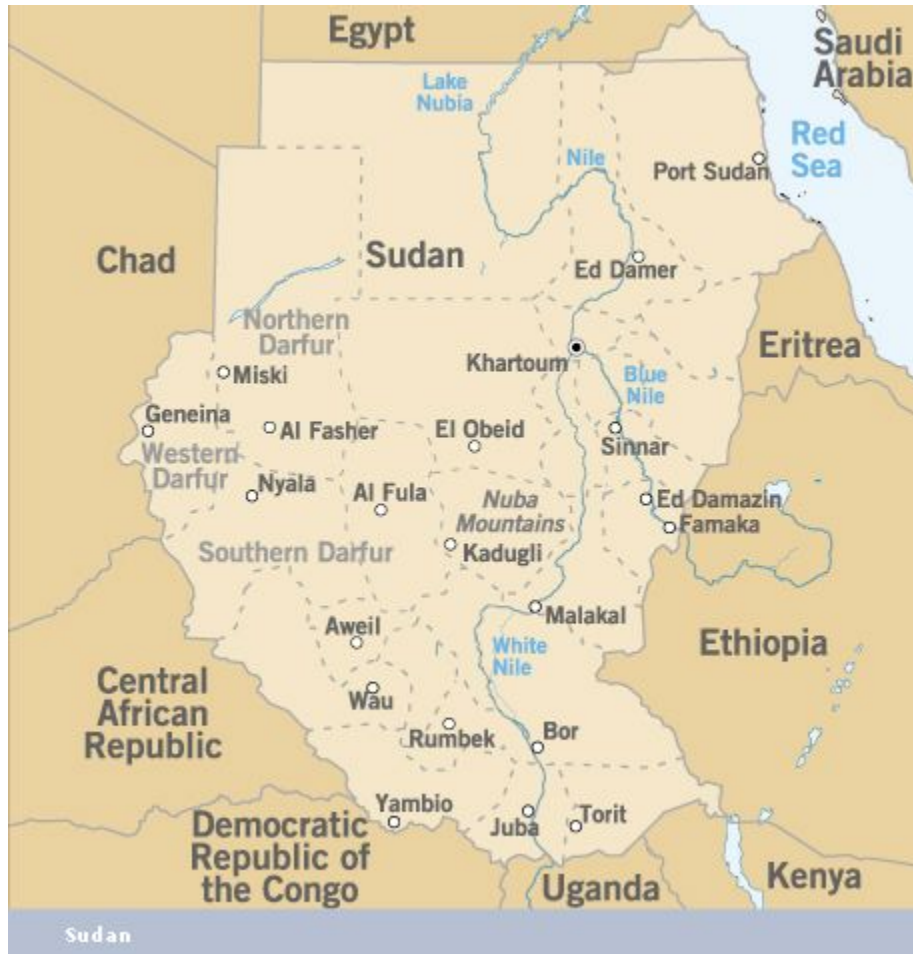 Egypt
Saudi
Arabia
Lake
Nubia
Red
Sea
Nile
Port Sudan
Chad
Sudan
Ed Damer
Northern
Darfur
Khartoum
Eritrea
Miski
Blue
Nile
Geneina
Al Fasher
El Obeid
Sinnar
Western
Darfur
Nyala
Al Fula
Nuba
Mountains
Ed Damazin
Famaka
Southern Darfur
Kadugli
Malakal
Aweil
White
Nile
Ethiopia
Central
African
Republic
Wau
Rumbek
Bor
Yambio
Juba
Torit
Democratic
Republic of
the Congo
Uganda
Kenya
Sudan